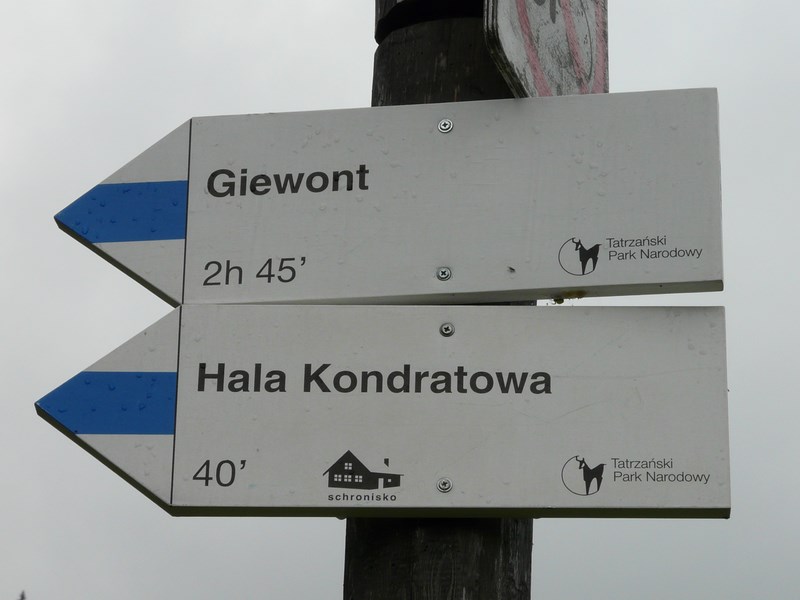 Giewont
2h 45’
Tatrzański
Park Narodowy
Hala Kondratowa
40’
schronisko
Tatrzański
Park Narodowy